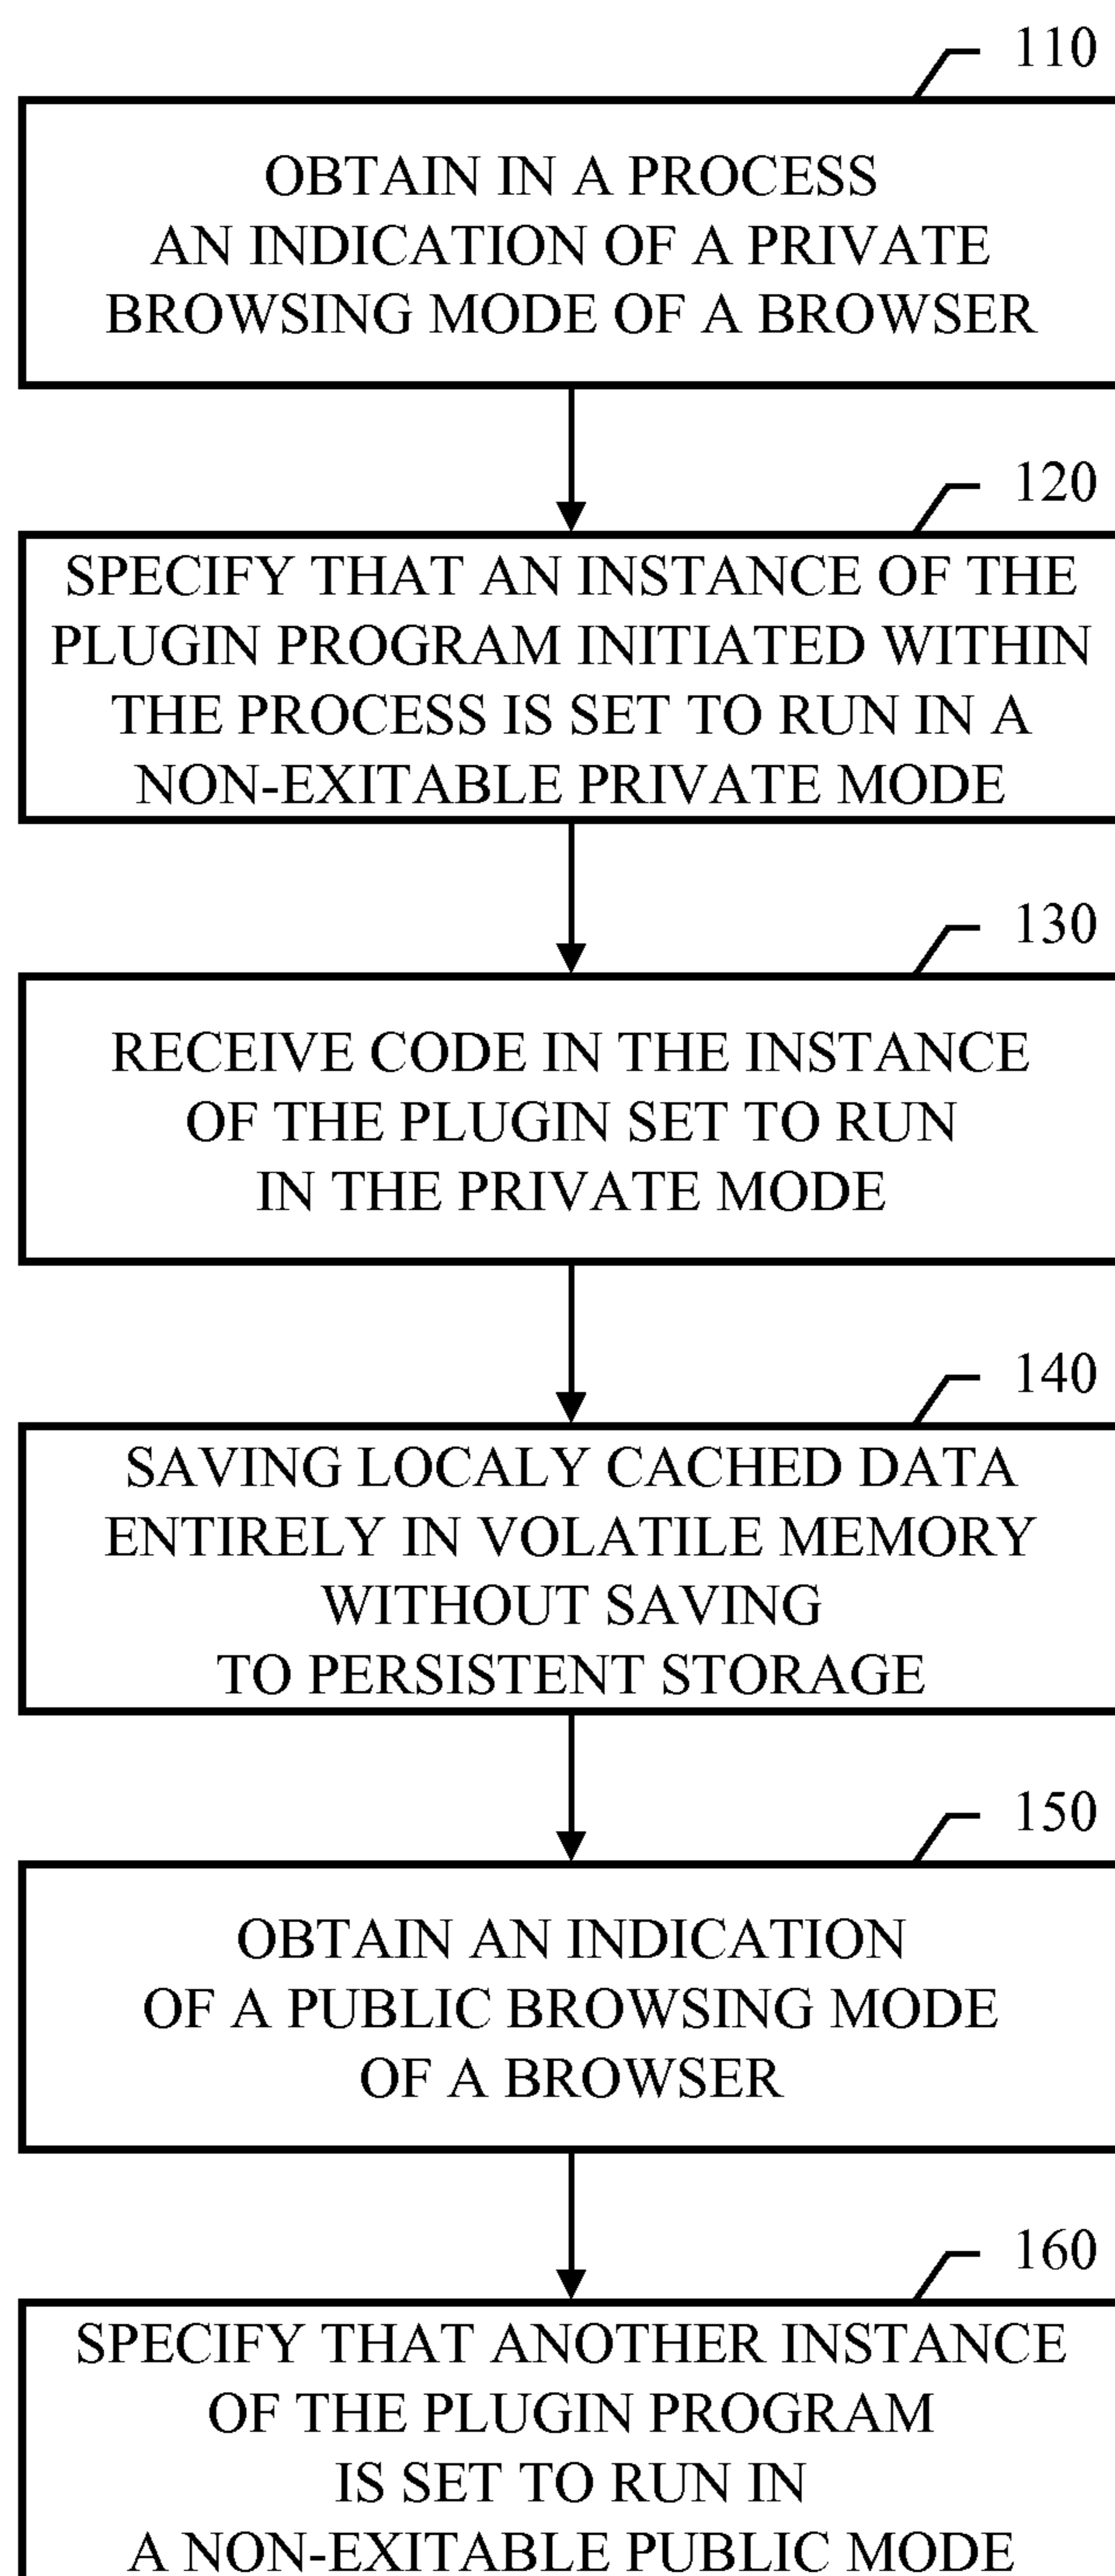 110
OBTAIN IN A PROCESS
AN INDICATION OF A PRIVATE
BROWSING MODE OF A BROWSER
120
SPECIFY THAT AN INSTANCE OF THE
PLUGIN PROGRAM INITIATED WITHIN
THE PROCESS IS SET TO RUN IN A
NON-EXITABLE PRIVATE MODE
130
RECEIVE CODE IN THE INSTANCE
OF THE PLUGIN SET TO RUN
IN THE PRIVATE MODE
140
SAVING LOCALY CACHED DATA
ENTIRELY IN VOLATILE MEMORY
WITHOUT SAVING
TO PERSISTENT STORAGE
150
OBTAIN AN INDICATION
OF A PUBLIC BROWSING MODE
OF A BROWSER
160
SPECIFY THAT ANOTHER INSTANCE
OF THE PLUGIN PROGRAM
IS SET TO RUN IN
A NON-EXITABLE PUBLIC MODE